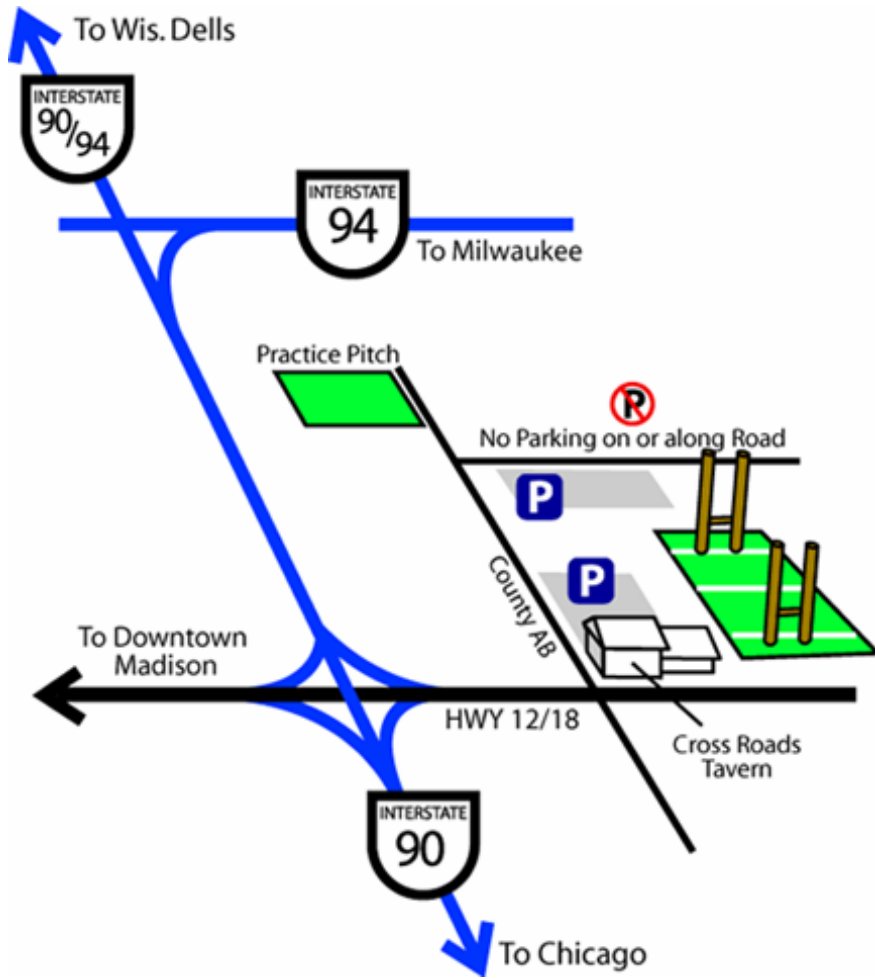 To Wis. Dells
INTERSTATE
90/94
INTERSTATE
94
To Milwaukee
Practice Pitch
P
No Parking on or along Road
P
P
County AB
To Downtown
Madison
HWY 12/18
Cross Roads
Tavern
INTERSTATE
90
To Chicago